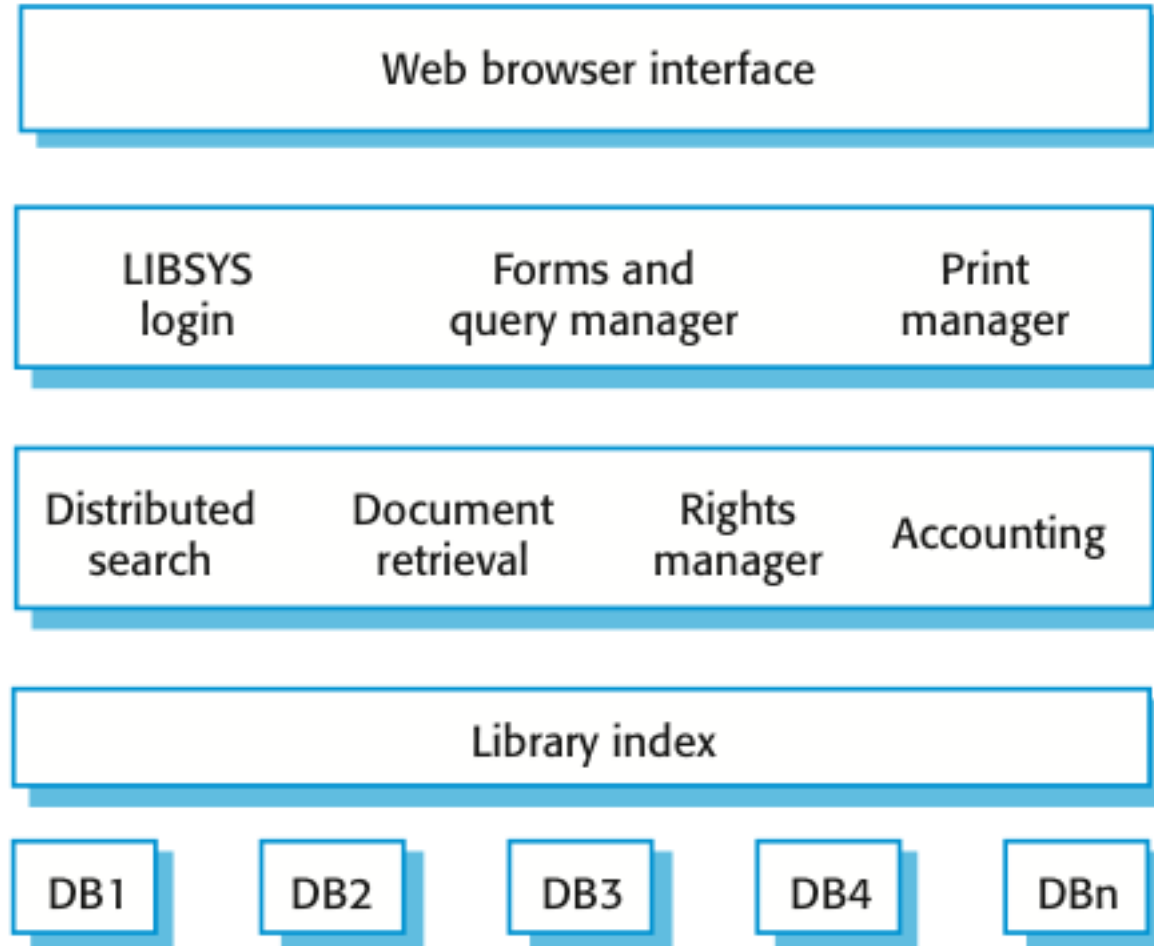 Web browser interface
LIBSYS Forms and Print
login query manager manager
Distributed Document Rights Accounting
search retrieval manager
Library index
DB1 DB2 DB3 DB4 DBn